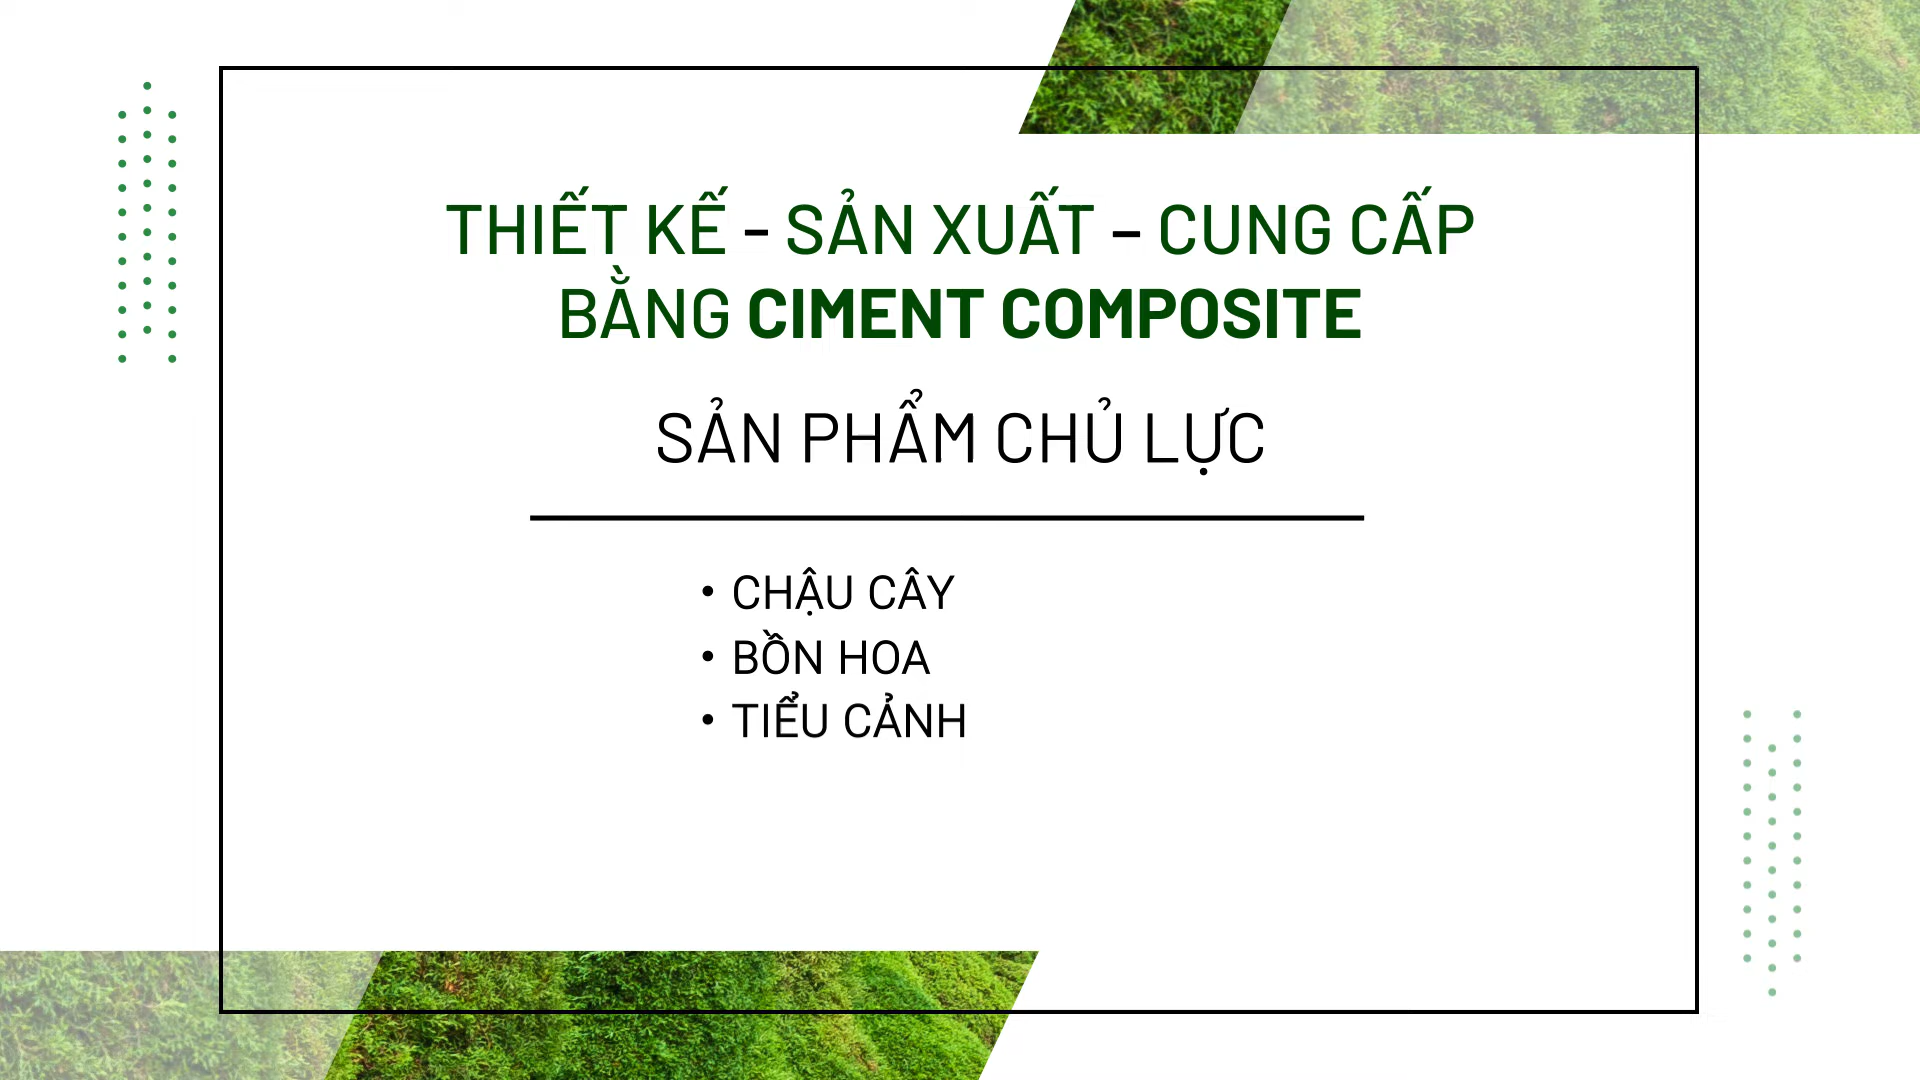 THIẾT KẾ - SẢN XUẤT – CUNG CẤP
BẰNG CIMENT COMPOSITE
SẢN PHẨM CHỦ LỰC
• CHẬU CÂY
• BỒN HOA
• TIỂU CẢNH